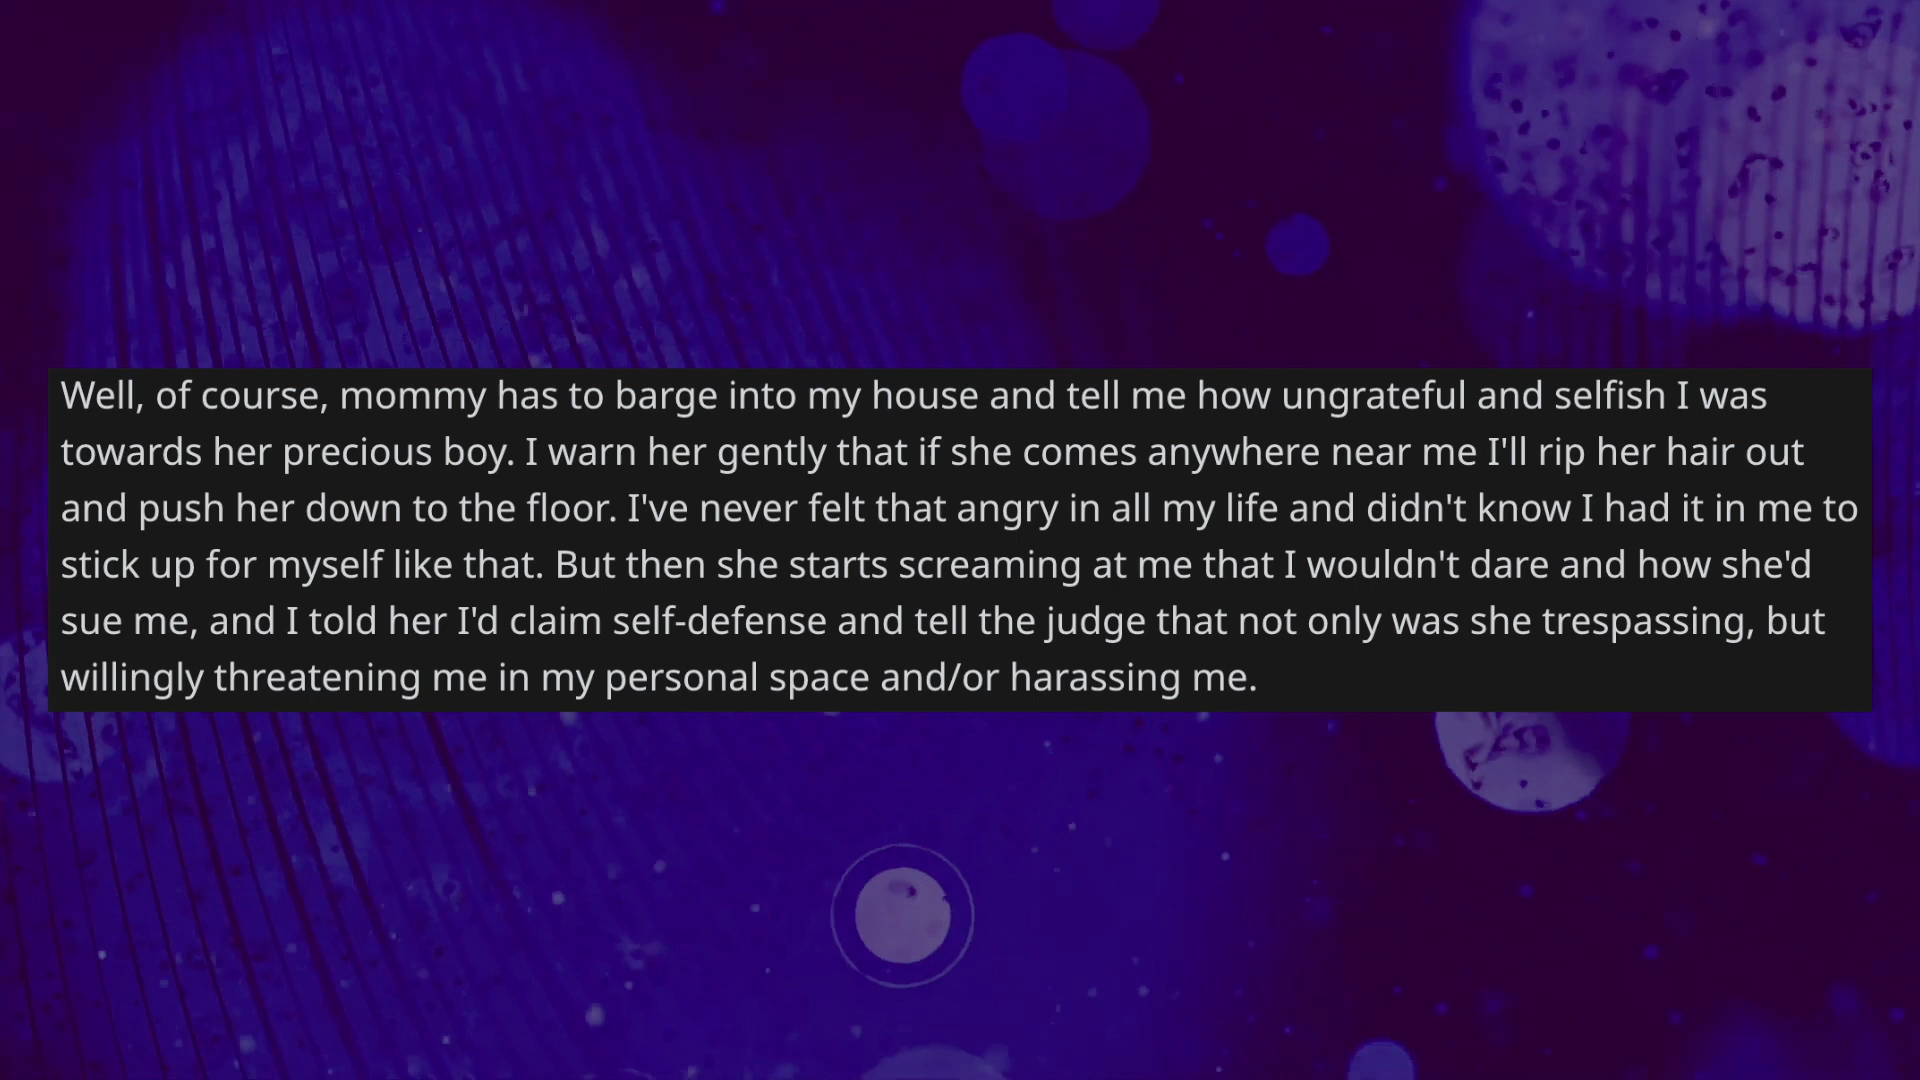 Well, of course, mommy has to barge into my house and tell me how ungrateful and selfish I was
towards her precious boy. I warn her gently that if she comes anywhere near me I'll rip her hair out
and push her down to the floor. I've never felt that angry in all my life and didn't know I had it in me to
stick up for myself like that. But then she starts screaming at me that I wouldn't dare and how she'd
sue me, and I told her I'd claim self-defense and tell the judge that not only was she trespassing, but
willingly threatening me in my personal space and/or harassing me.